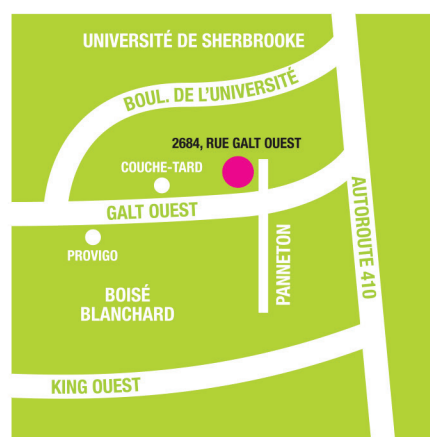 UNIVERSITÉ DE SHERBROOKE
BOUL. DE L'UNIVERSITÉ
2684, RUE GALT OUEST
COUCHE-TARD
GALT OUEST
PROVIGO
PANNETON
AUTOROUTE 410
BOISÉ
BLANCHARD
KING OUEST